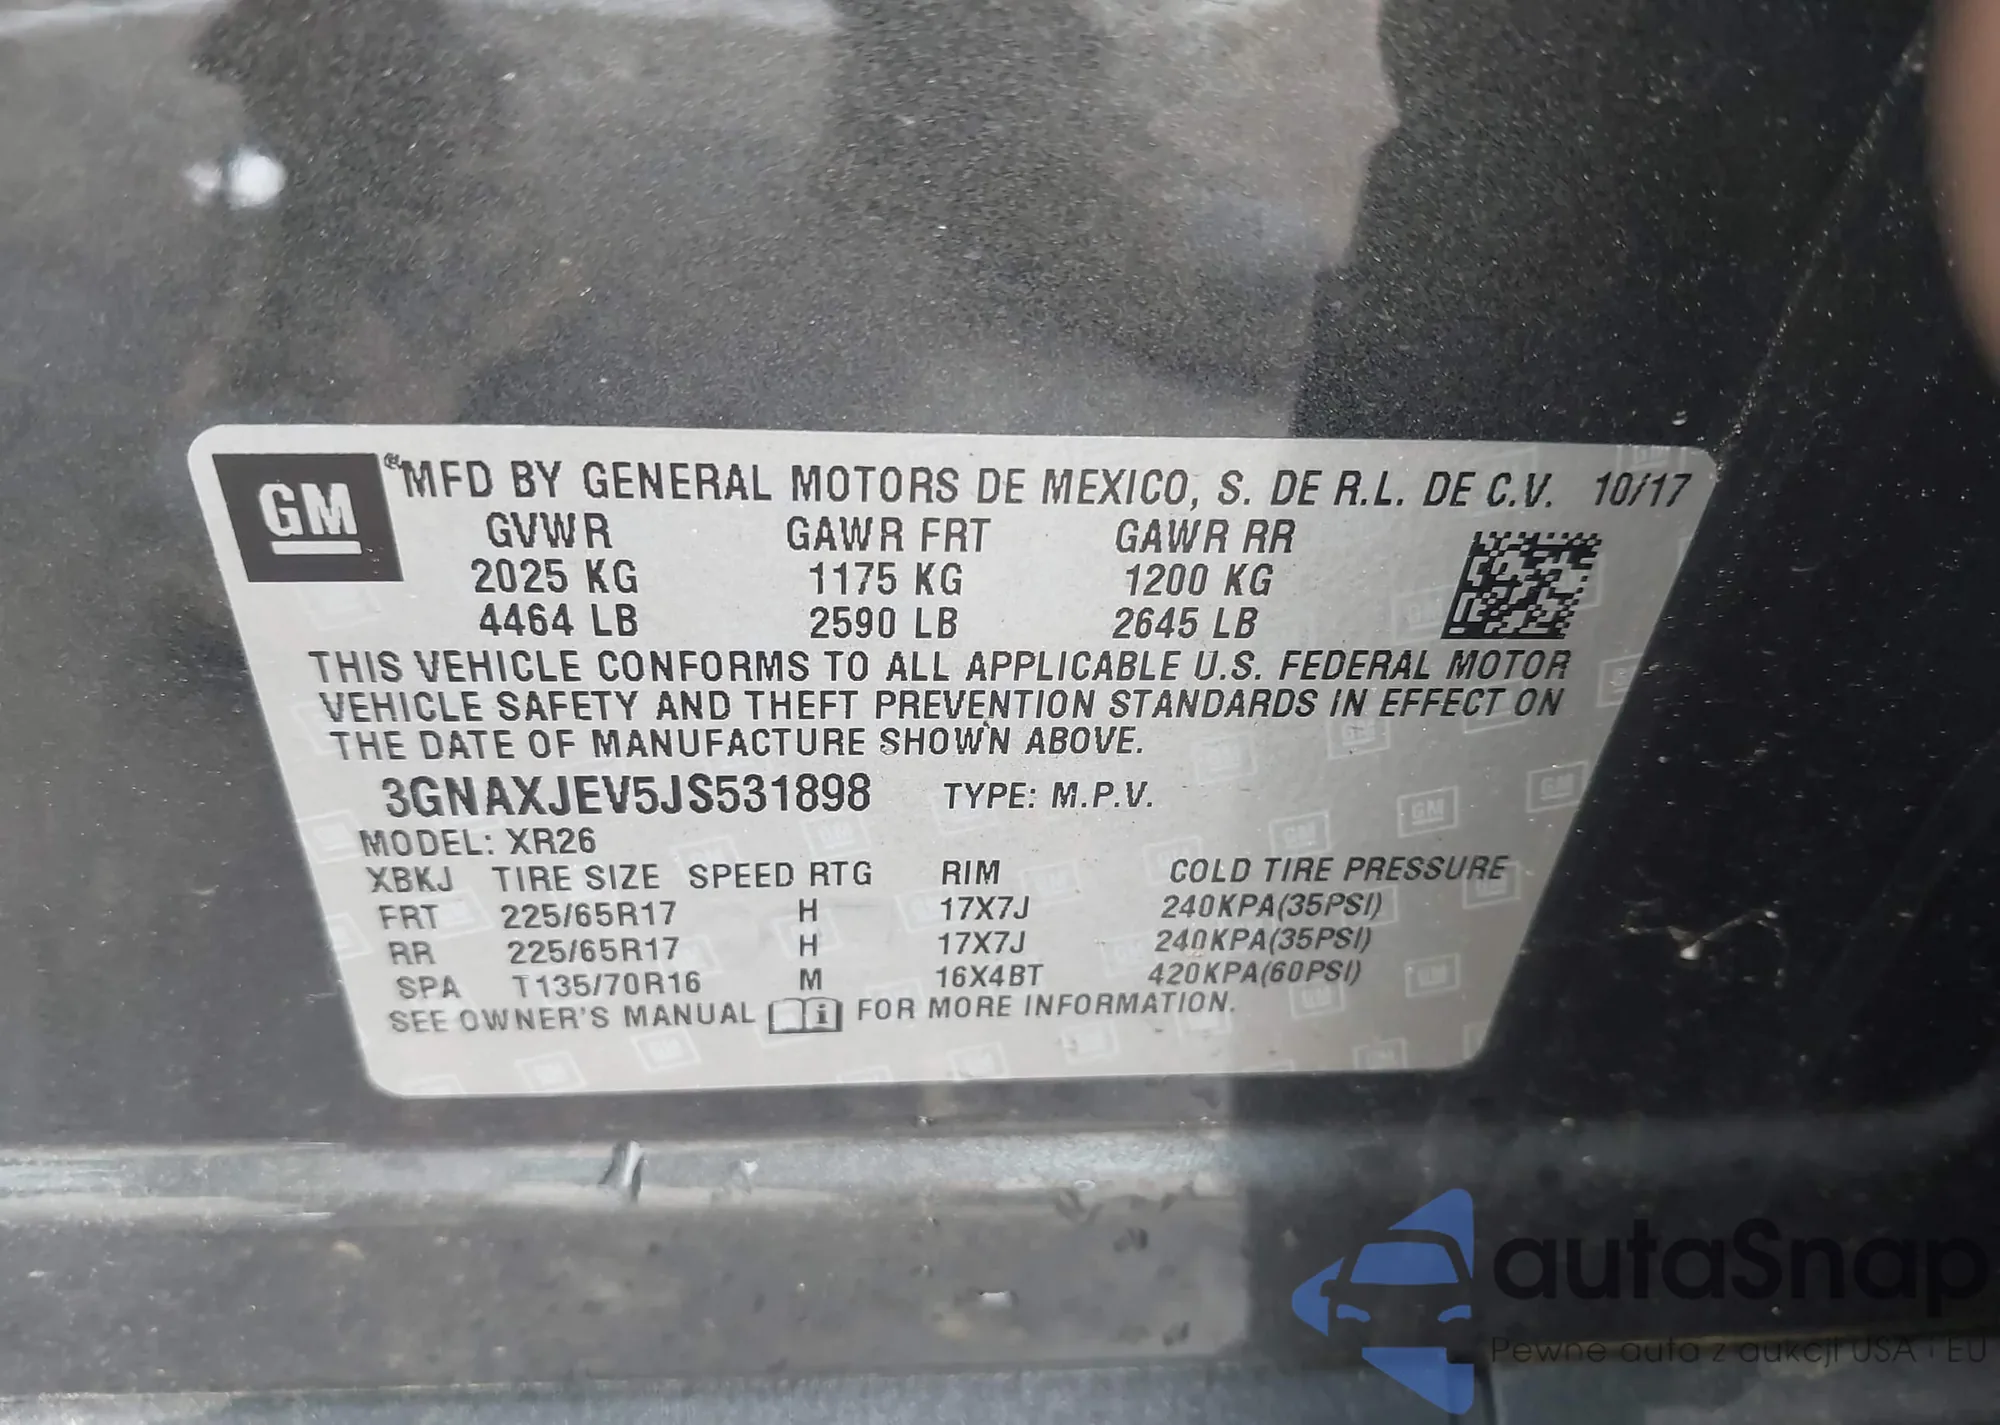 GM ®MFD BY GENERAL MOTORS DE MEXICO, S. DE R.L. DE C.V. 10/17
GVWR GAWR FRT GAWR RR
2025 KG 1175 KG 1200 KG
4464 LB 2590 LB 2645 LB
THIS VEHICLE CONFORMS TO ALL APPLICABLE U.S. FEDERAL MOTOR
VEHICLE SAFETY AND THEFT PREVENTION STANDARDS IN EFFECT ON
THE DATE OF MANUFACTURE SHOWN ABOVE.
3GNAXJEV5JS531898 TYPE: M.P.V.
MODEL: XR26
XBKJ TIRE SIZE SPEED RTG RIM COLD TIRE PRESSURE
FRT 225/65R17 H 17X7J 240KPA(35PSI)
RR 225/65R17 H 17X7J 240KPA(35PSI)
SPA T135/70R16 M 16X4BT 420KPA(60PSI)
SEE OWNER'S MANUAL i FOR MORE INFORMATION.
autaSnap
Pewne auta z aukcji USA i EU